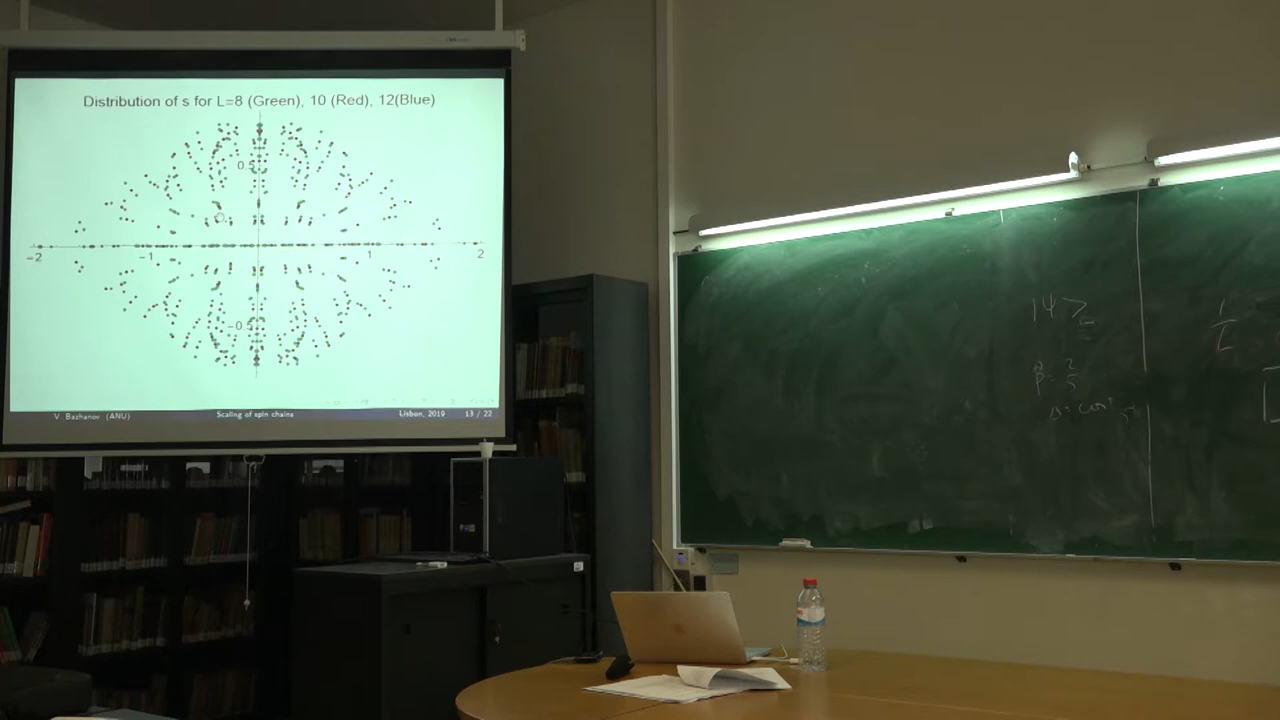 Distribution of s for L=8 (Green), 10 (Red), 12(Blue)
0.5
−2
−1
1
2
−0.5
V. Bazhanov (ANU)
Scaling of spin chains
Lisbon, 2019
13 / 22